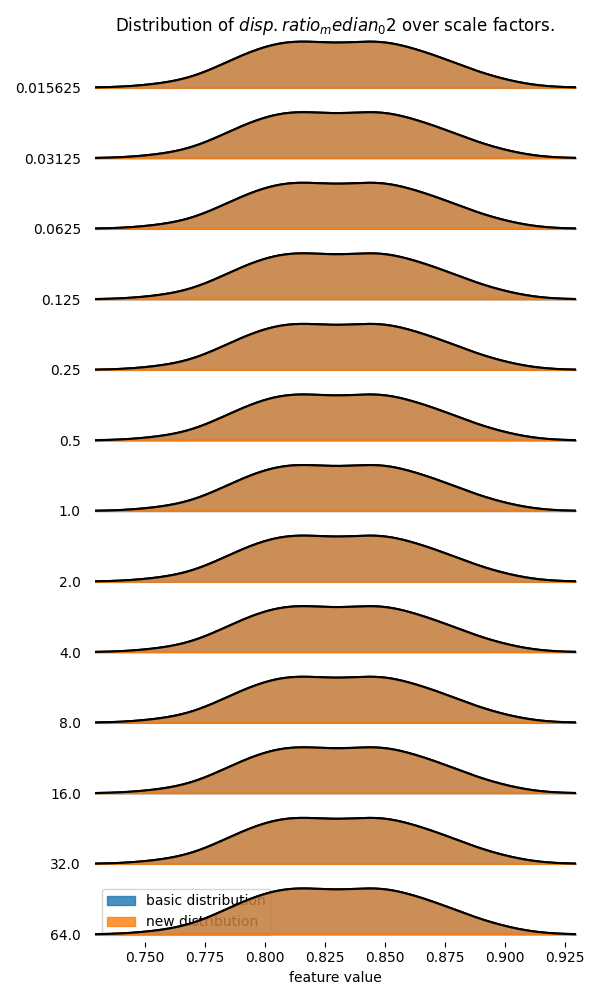 Distribution of disp.ratio_median_02 over scale factors.
0.015625
0.03125
0.0625
0.125
0.25
0.5
1.0
2.0
4.0
8.0
16.0
32.0
basic distribution
new distribution
64.0
0.750 0.775 0.800 0.825 0.850 0.875 0.900 0.925
feature value